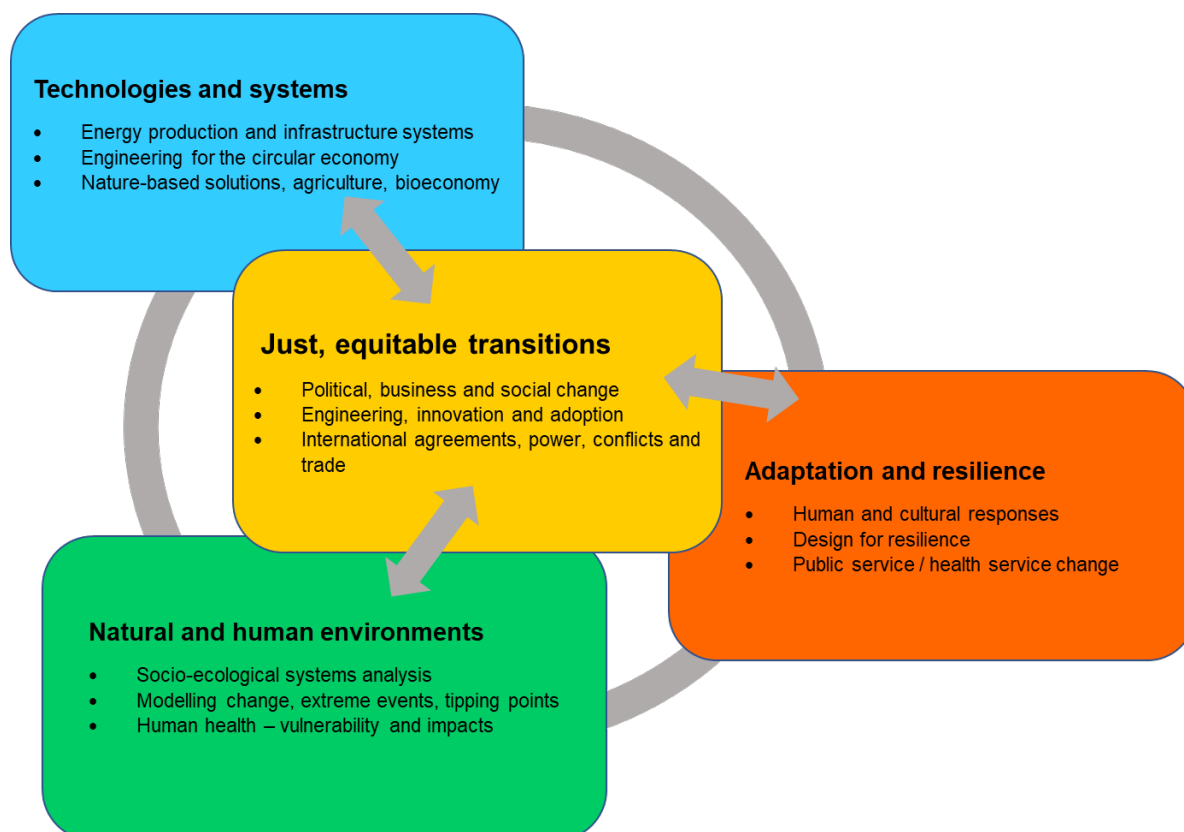 Technologies and systems
• Energy production and infrastructure systems
• Engineering for the circular economy
• Nature-based solutions, agriculture, bioeconomy
Just, equitable transitions
• Political, business and social change
• Engineering, innovation and adoption
• International agreements, power, conflicts and
trade
Adaptation and resilience
• Human and cultural responses
• Design for resilience
• Public service / health service change
Natural and human environments
• Socio-ecological systems analysis
• Modelling change, extreme events, tipping points
• Human health – vulnerability and impacts